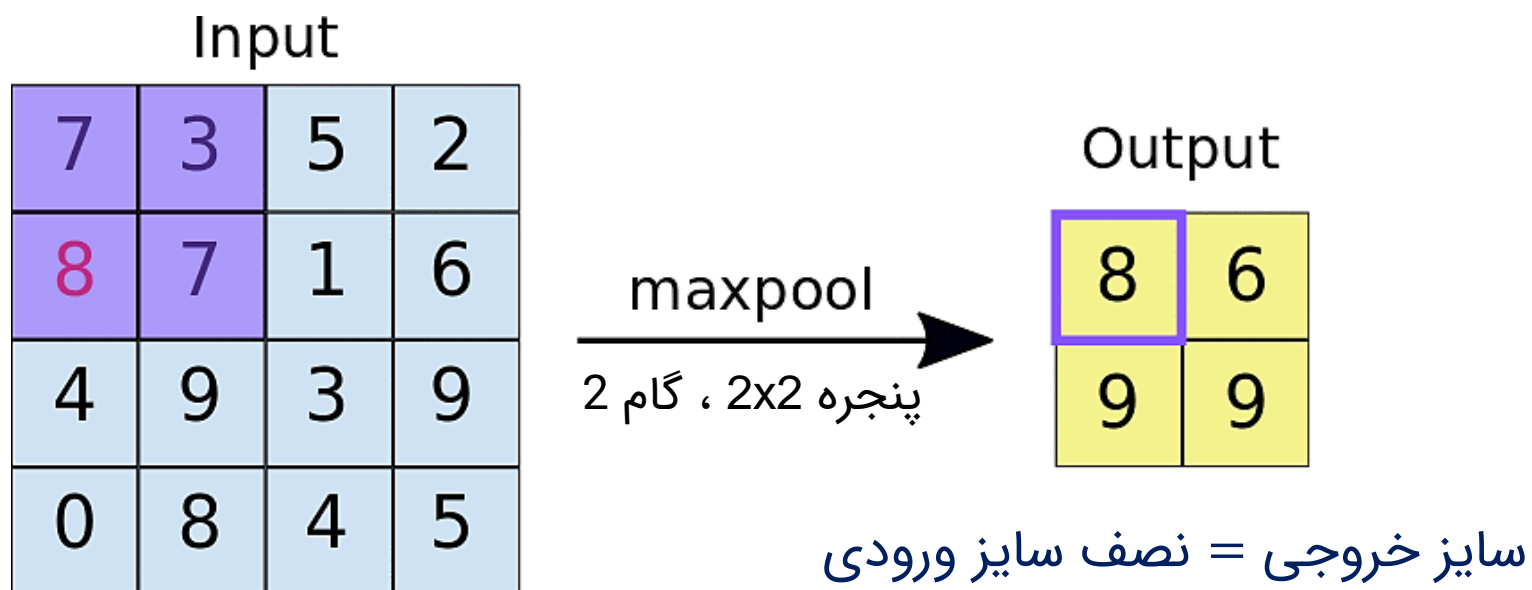 Input
7 3 5 2
8 7 1 6
4 9 3 9
0 8 4 5
maxpool
پنجره 2x2 ، گام 2
Output
8 6
9 9
سایز خروجی = نصف سایز ورودی